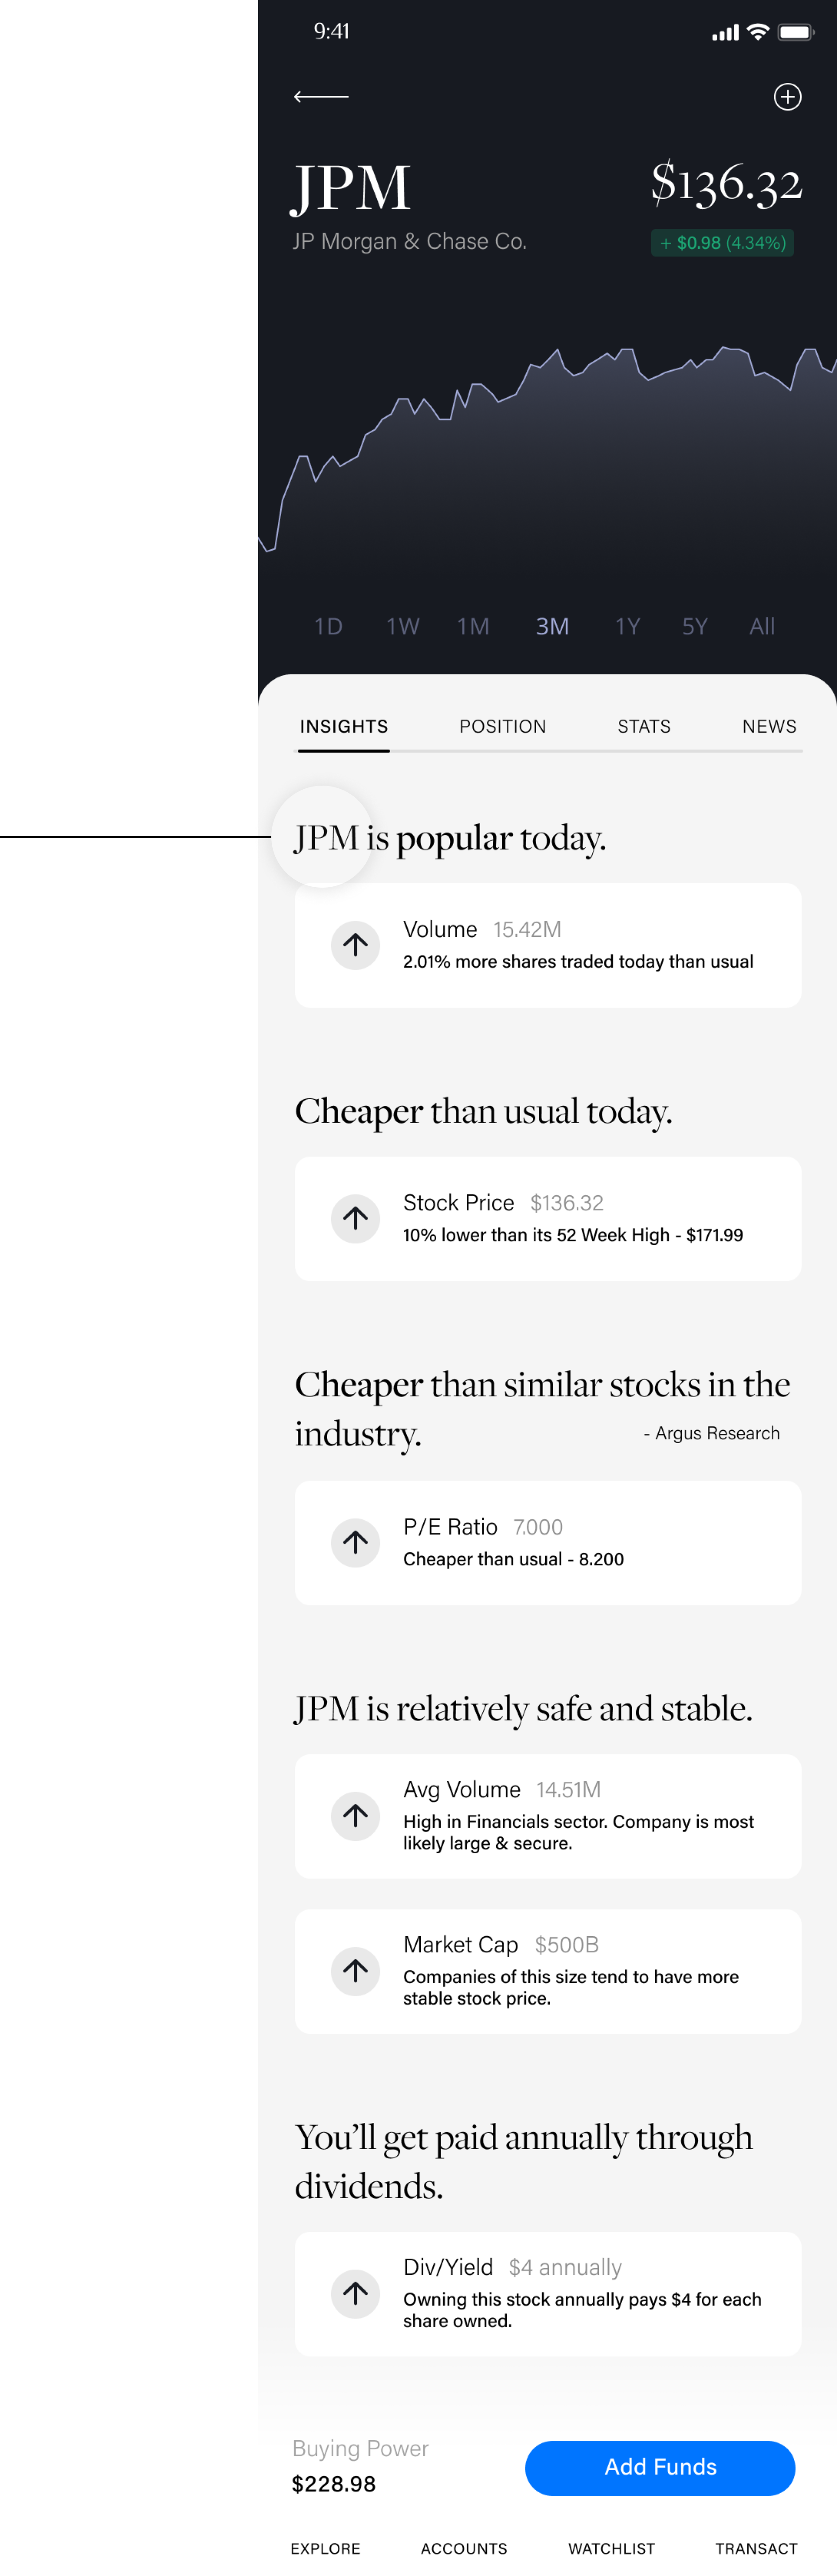 9:41
JPM
$136.32
JP Morgan & Chase Co.
+ $0.98 (4.34%)
1D 1W 1M 3M 1Y 5Y All
INSIGHTS POSITION STATS NEWS
JPM is popular today.
Volume 15.42M
2.01% more shares traded today than usual
Cheaper than usual today.
Stock Price $136.32
10% lower than its 52 Week High - $171.99
Cheaper than similar stocks in the
industry.
- Argus Research
P/E Ratio 7.000
Cheaper than usual - 8.200
JPM is relatively safe and stable.
Avg Volume 14.51M
High in Financials sector. Company is most
likely large & secure.
Market Cap $500B
Companies of this size tend to have more
stable stock price.
You’ll get paid annually through
dividends.
Div/Yield $4 annually
Owning this stock annually pays $4 for each
share owned.
Buying Power
$228.98
Add Funds
EXPLORE ACCOUNTS WATCHLIST TRANSACT